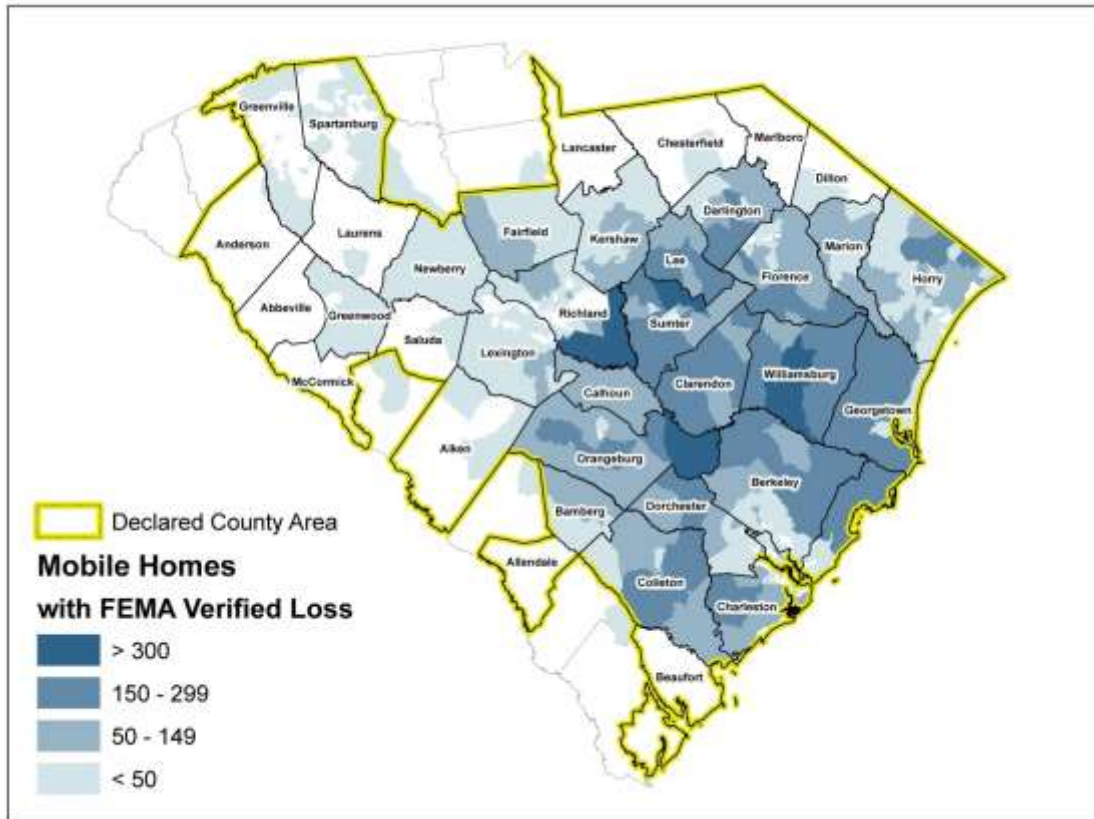 Greenville
Spartanburg
Lancaster
Chesterfield
Marlboro
Dillon
Anderson
Laurens
Newberry
Fairfield
Kershaw
Darlington
Lee
Florence
Marion
Horry
Abbeville
Greenwood
Saluda
Richland
Sumter
Lexington
McCormick
Calhoun
Clarendon
Williamsburg
Georgetown
Aiken
Orangeburg
Berkeley
Bamberg
Dorchester
Allendale
Colleton
Charleston
Beaufort
Declared County Area
Mobile Homes
with FEMA Verified Loss
> 300
150 - 299
50 - 149
< 50